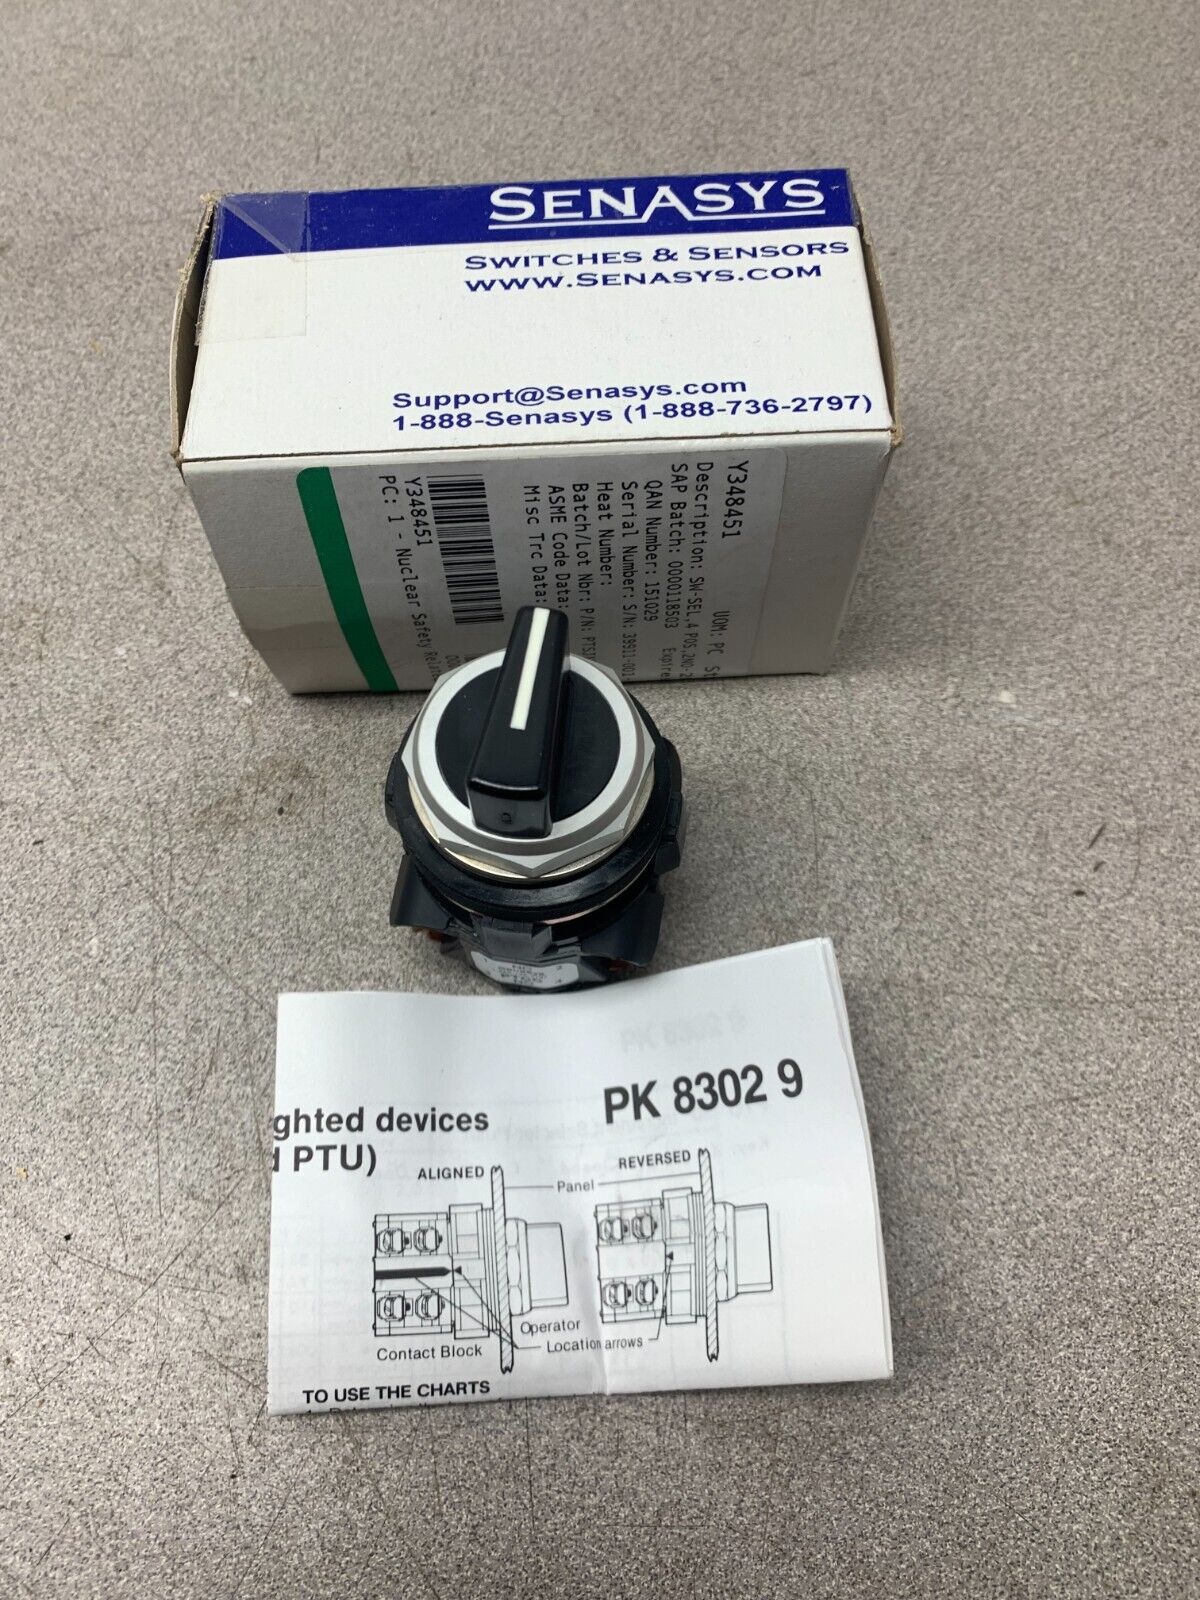 SENASYS
SWITCHES & SENSORS
WWW.SENASYS.COM
Support@Senasys.com
1-888-Senasys (1-888-736-2797)
Y348451 UOM: PC
Description: SW-SEL,4 POS,2NO-2
SAP Batch: 0000118503 Expires
QAN Number: 151029
Serial Number: S/N: 39911-001
Heat Number:
Batch/Lot Nbr: P/N:
ASME Code Data:
Misc Trc Data:
Y348451
PC: 1 - Nuclear Safety
PK 8302 9
ghted devices
PTU)
ALIGNED
REVERSED
Panel
Operator
Location arrows
Contact Block
TO USE THE CHARTS